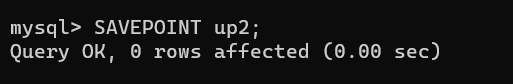 mysql> SAVEPOINT up2;
Query OK, 0 rows affected (0.00 sec)